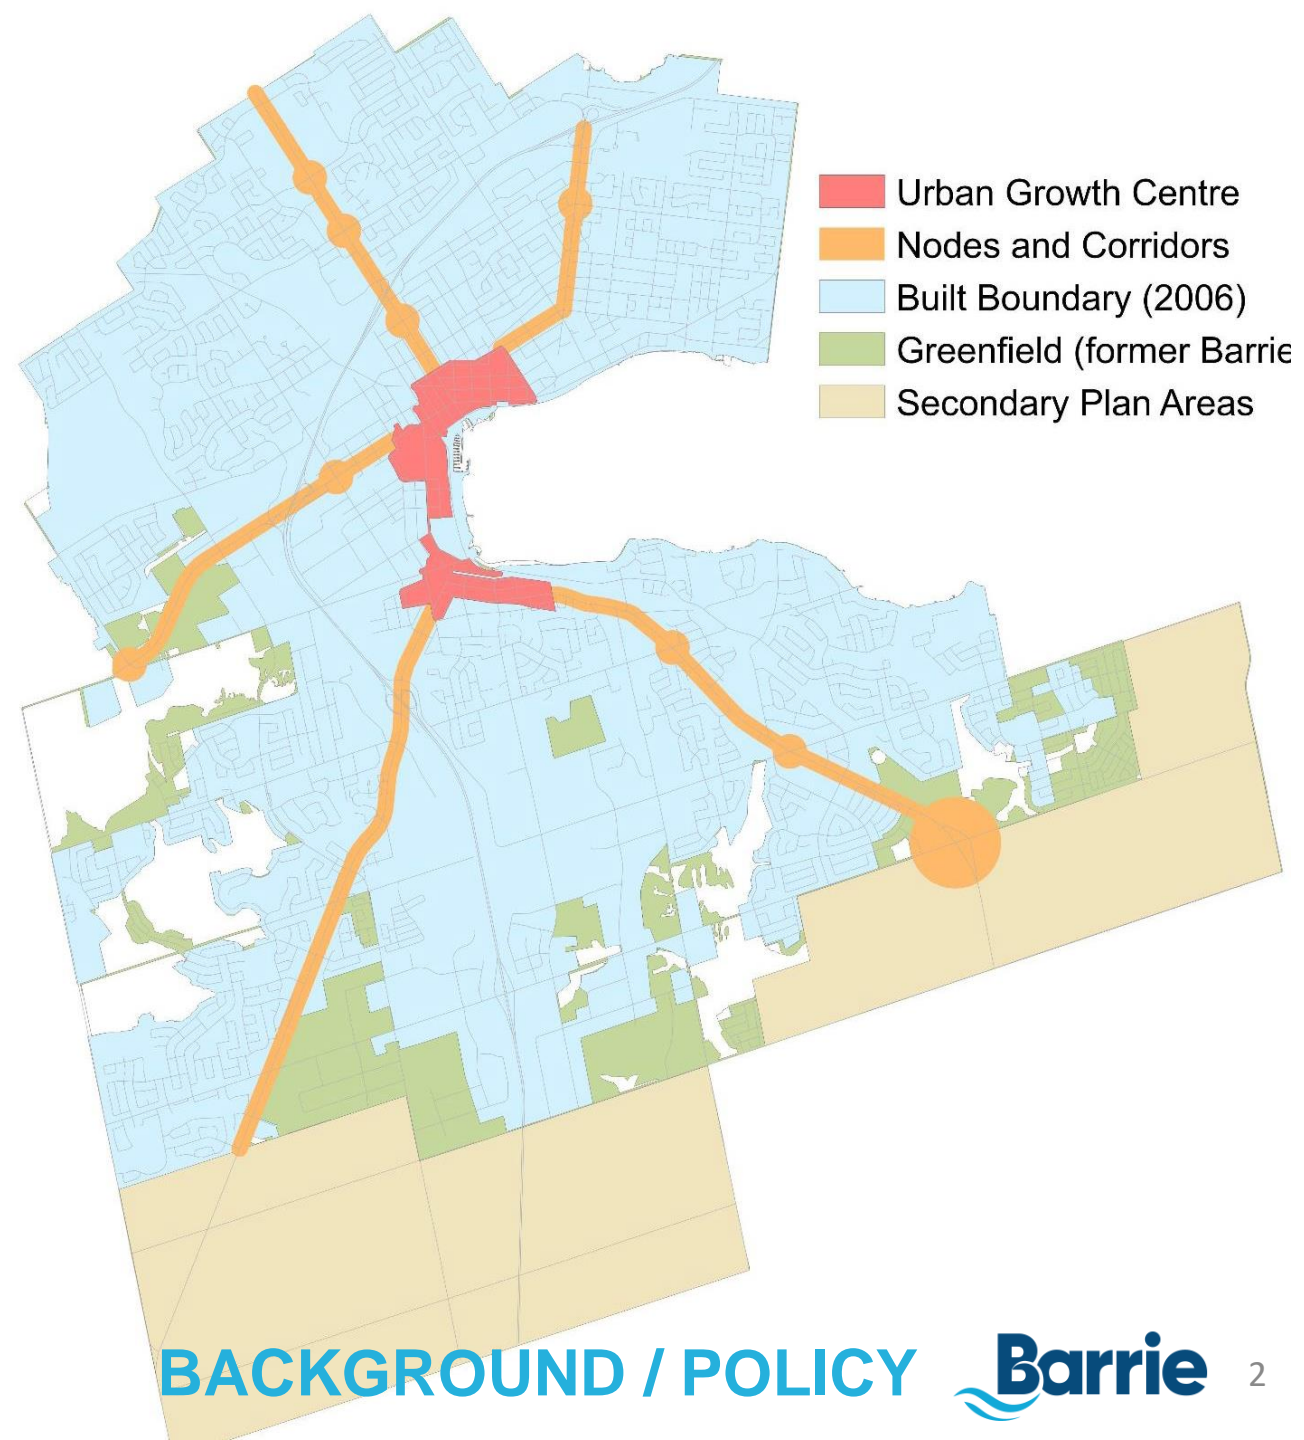 Urban Growth Centre
Nodes and Corridors
Built Boundary (2006)
Greenfield (former Barrie
Secondary Plan Areas
BACKGROUND / POLICY
Barrie
2